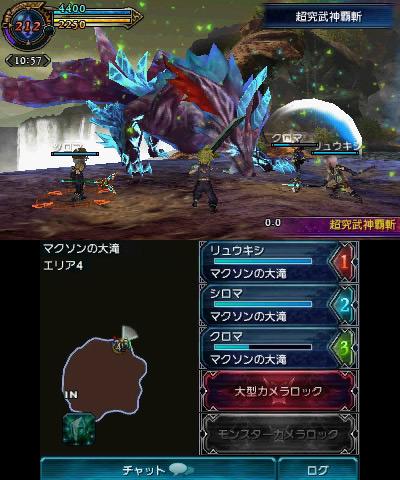 4400
2250
212
10:57
超究武神覇斬
シロマ
クロマ
リュウキシ
0.0
超究武神覇斬
マクソンの大滝
エリア4
IN
リュウキシ
マクソンの大滝
1
シロマ
マクソンの大滝
2
クロマ
マクソンの大滝
3
大型カメラロック
モンスターカメラロック
チャット
ログ